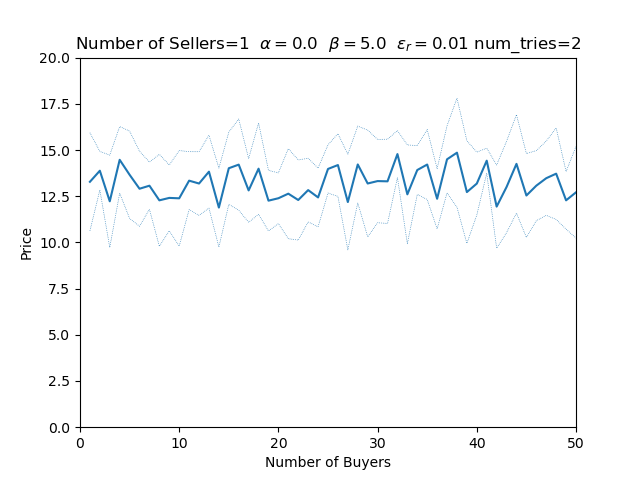 Number of Sellers=1 α = 0.0 β = 5.0 εr = 0.01 num_tries=2
20.0
17.5
15.0
12.5
10.0
7.5
5.0
2.5
0.0
Price
0 10 20 30 40 50
Number of Buyers